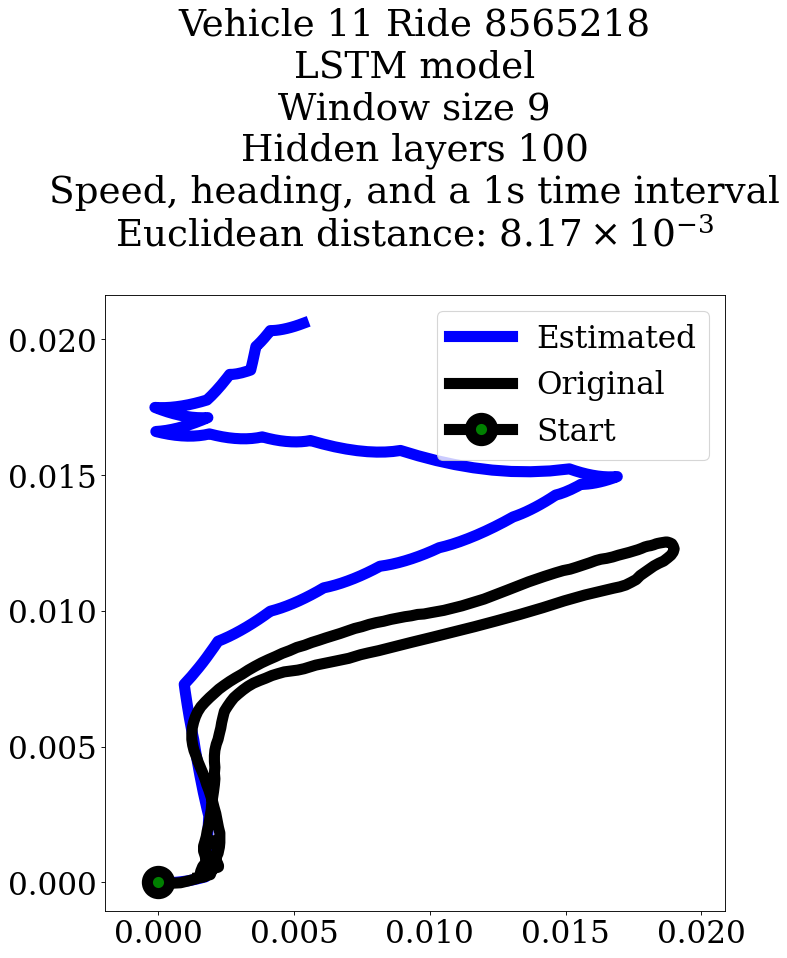 Vehicle 11 Ride 8565218
LSTM model
Window size 9
Hidden layers 100
Speed, heading, and a 1s time interval
Euclidean distance: 8.17 × 10⁻³
Estimated
Original
Start
0.020
0.015
0.010
0.005
0.000
0.000 0.005 0.010 0.015 0.020